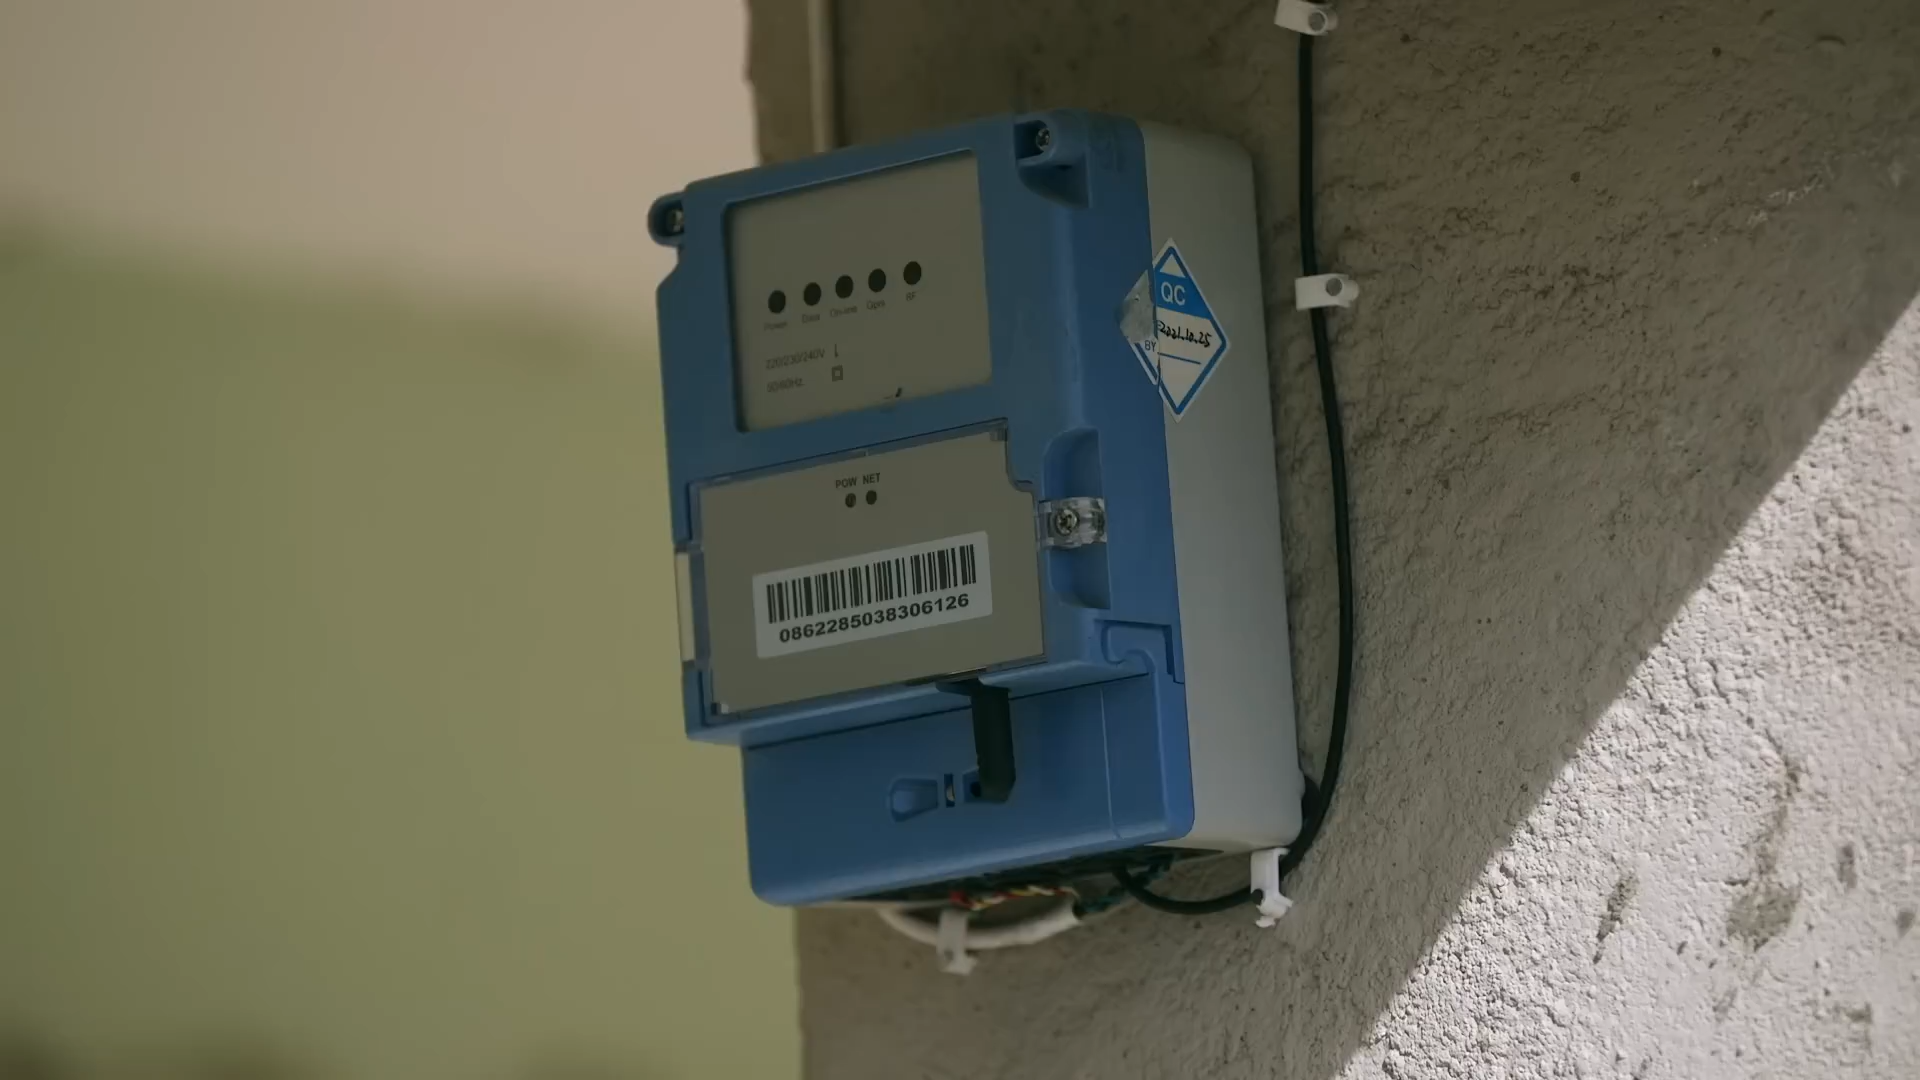 Power Data On-line Gprs RF
220/230/240V
50/60Hz
QC
2021.10.25
BY
POW NET
0862285038306126